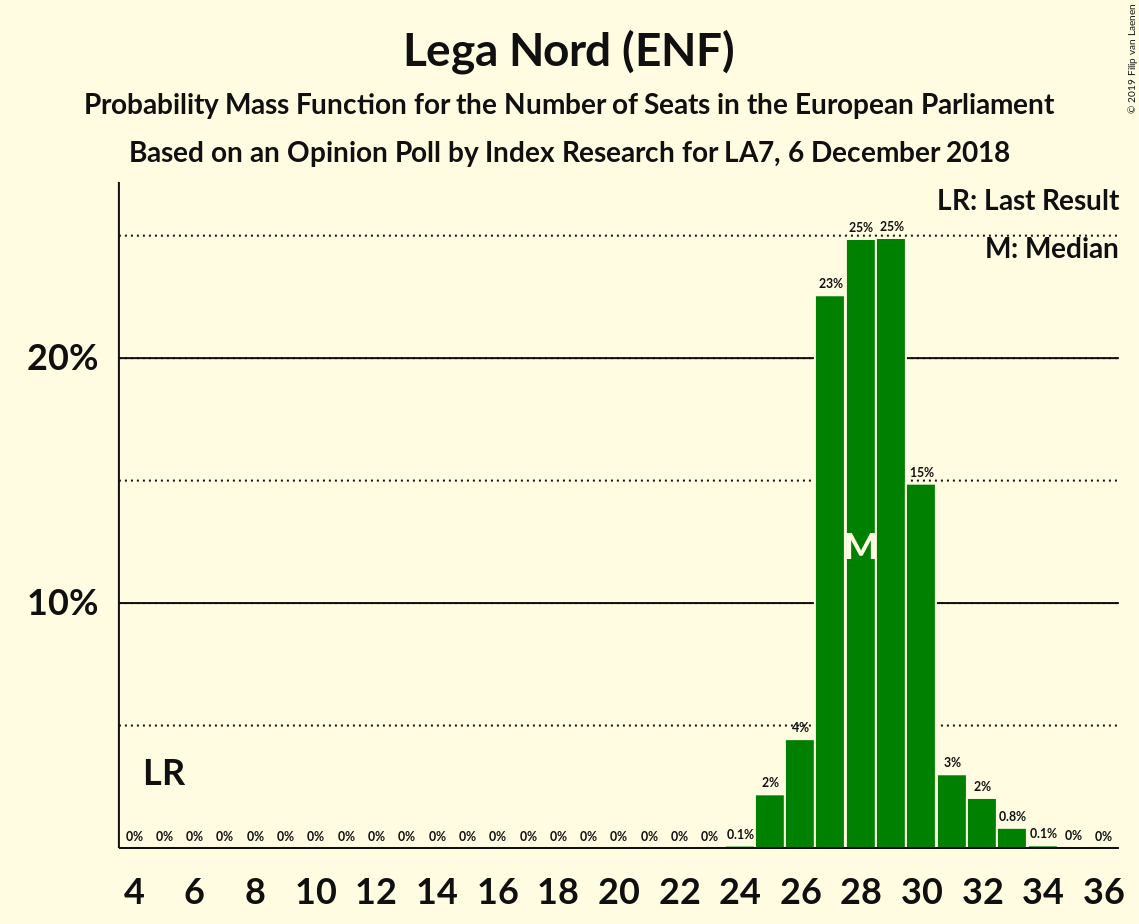 Lega Nord (ENF)
Probability Mass Function for the Number of Seats in the European Parliament
Based on an Opinion Poll by Index Research for LA7, 6 December 2018
© 2019 Filip van Laenen
LR: Last Result
M: Median
25% 25%
23%
20%
15%
M
10%
4%
LR
3%
2% 2%
0% 0% 0% 0% 0% 0% 0% 0% 0% 0% 0% 0% 0% 0% 0% 0% 0% 0% 0% 0% 0.1% 0.8% 0.1% 0% 0%
4 6 8 10 12 14 16 18 20 22 24 26 28 30 32 34 36